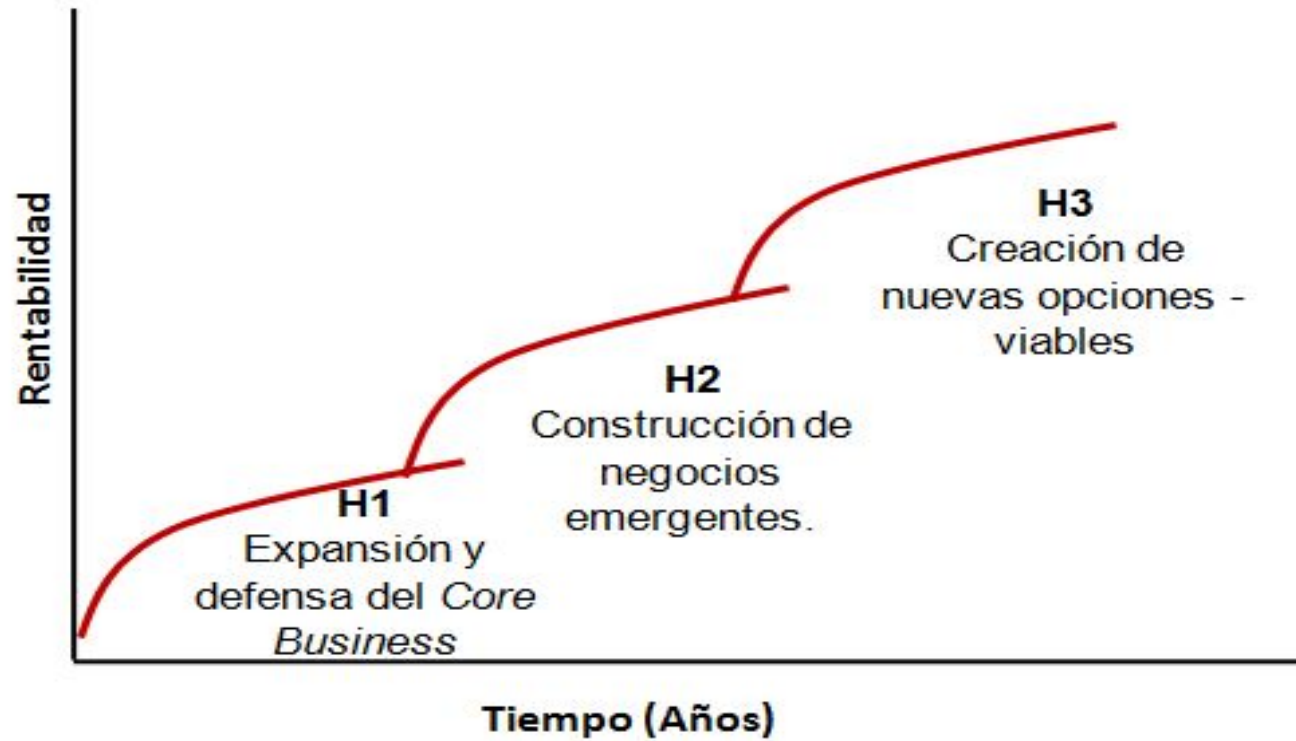 Rentabilidad
H3
Creación de
nuevas opciones -
viables
H2
Construcción de
negocios
emergentes.
H1
Expansión y
defensa del Core
Business
Tiempo (Años)